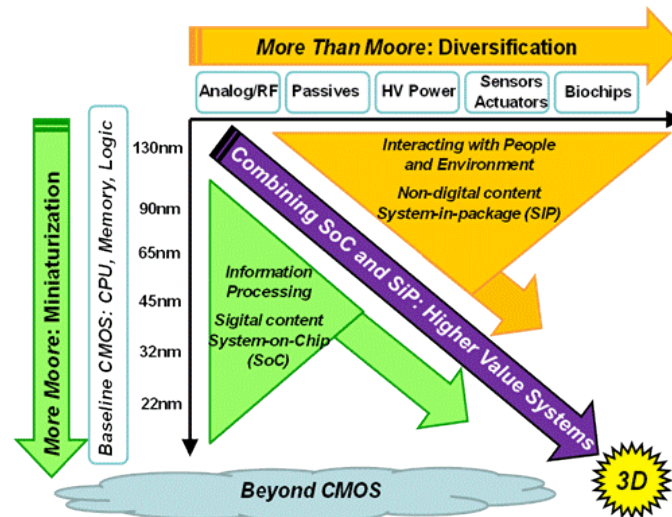 More Than Moore: Diversification
Analog/RF
Passives
HV Power
Sensors
Actuators
Biochips
More Moore: Miniaturization
Baseline CMOS: CPU, Memory, Logic
130nm
90nm
65nm
45nm
32nm
22nm
Interacting with People
and Environment
Non-digital content
System-in-package (SIP)
Combining SoC and SiP: Higher Value Systems
Information
Processing
Sigital content
System-on-Chip
(SoC)
Beyond CMOS
3D